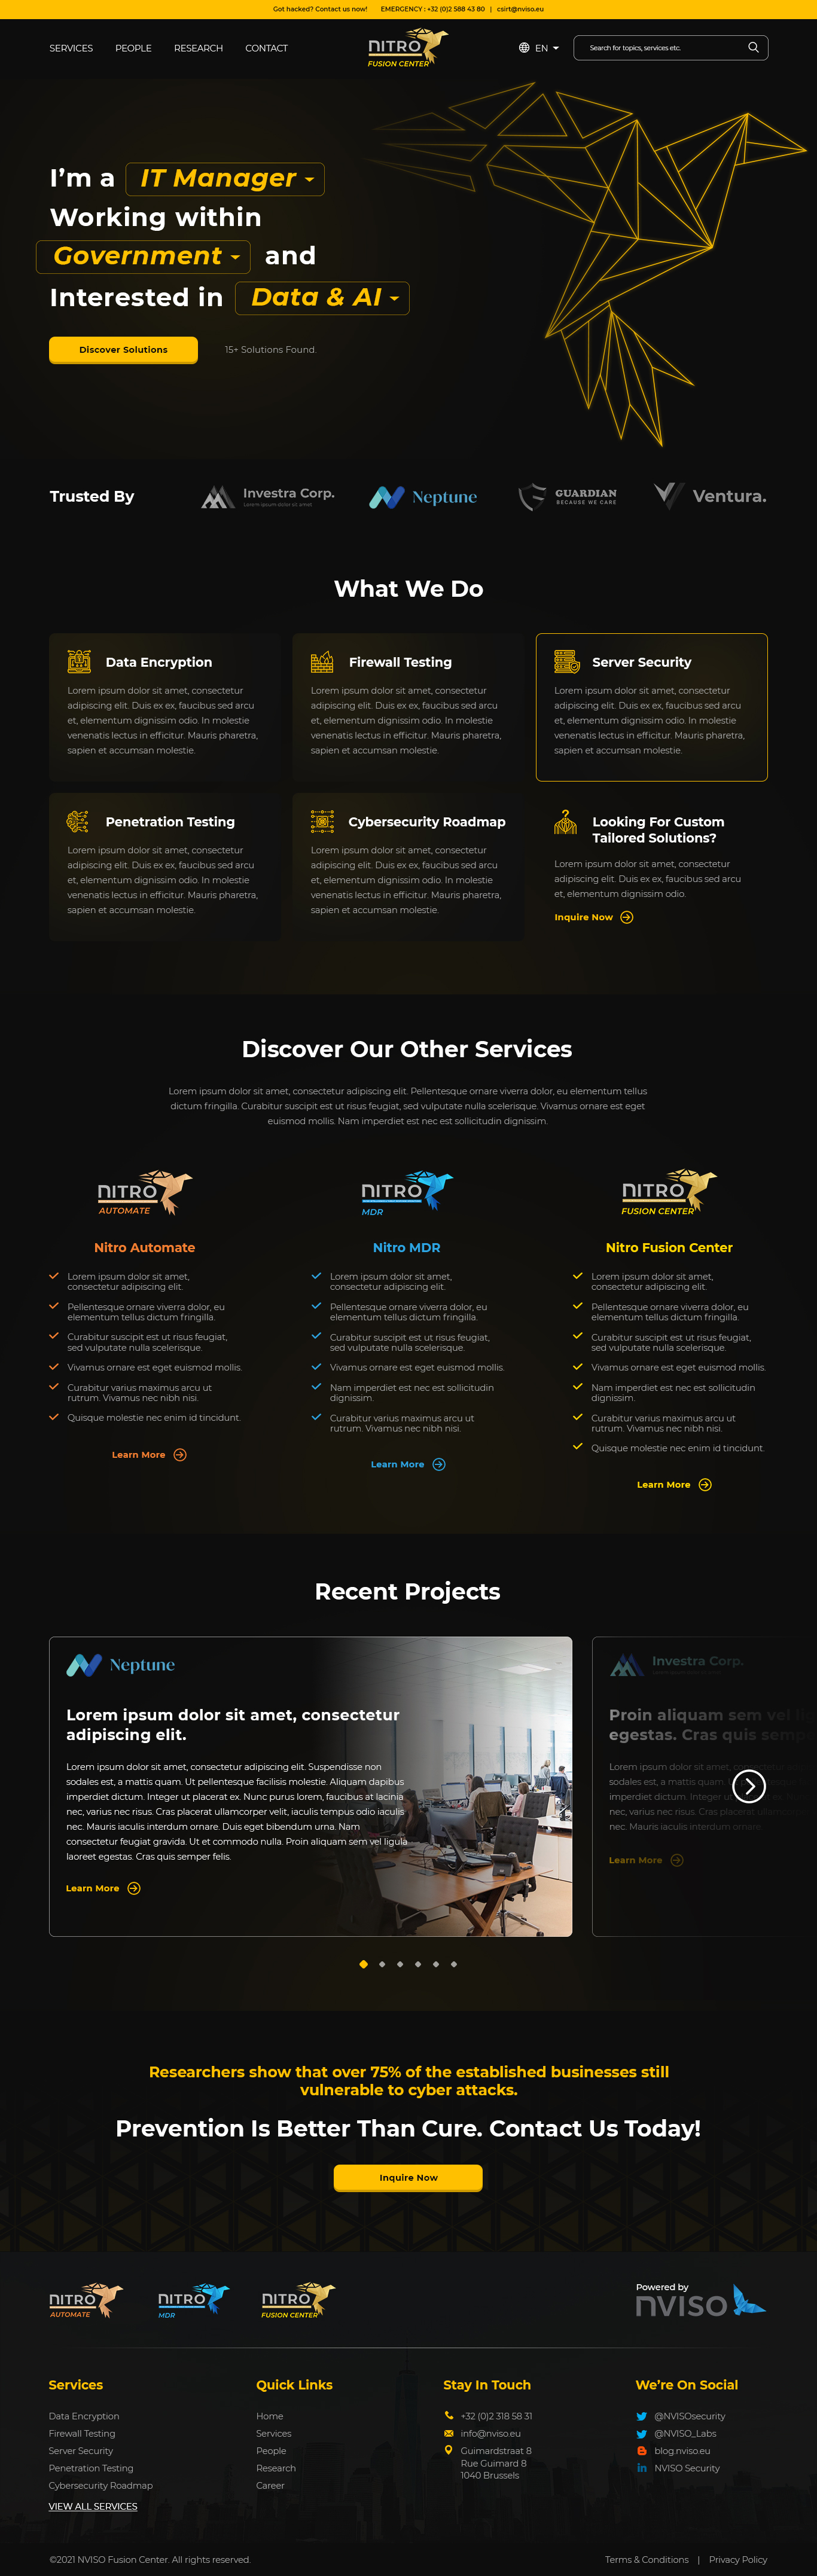 Got hacked? Contact us now! EMERGENCY : +32 (0)2 588 43 80 | csirt@nviso.eu
SERVICES PEOPLE RESEARCH CONTACT
NITRO
FUSION CENTER
EN
Search for topics, services etc.
I'm a IT Manager
Working within
Government and
Interested in Data & AI
Discover Solutions
15+ Solutions Found.
Trusted By
Investra Corp.
Lorem ipsum dolor sit amet
Neptune
GUARDIAN
BECAUSE WE CARE
Ventura.
What We Do
Data Encryption
Lorem ipsum dolor sit amet, consectetur
adipiscing elit. Duis ex ex, faucibus sed arcu
et, elementum dignissim odio. In molestie
venenatis lectus in efficitur. Mauris pharetra,
sapien et accumsan molestie.
Firewall Testing
Lorem ipsum dolor sit amet, consectetur
adipiscing elit. Duis ex ex, faucibus sed arcu
et, elementum dignissim odio. In molestie
venenatis lectus in efficitur. Mauris pharetra,
sapien et accumsan molestie.
Server Security
Lorem ipsum dolor sit amet, consectetur
adipiscing elit. Duis ex ex, faucibus sed arcu
et, elementum dignissim odio. In molestie
venenatis lectus in efficitur. Mauris pharetra,
sapien et accumsan molestie.
Penetration Testing
Lorem ipsum dolor sit amet, consectetur
adipiscing elit. Duis ex ex, faucibus sed arcu
et, elementum dignissim odio. In molestie
venenatis lectus in efficitur. Mauris pharetra,
sapien et accumsan molestie.
Cybersecurity Roadmap
Lorem ipsum dolor sit amet, consectetur
adipiscing elit. Duis ex ex, faucibus sed arcu
et, elementum dignissim odio. In molestie
venenatis lectus in efficitur. Mauris pharetra,
sapien et accumsan molestie.
Looking For Custom
Tailored Solutions?
Lorem ipsum dolor sit amet, consectetur
adipiscing elit. Duis ex ex, faucibus sed arcu
et, elementum dignissim odio.
Inquire Now
Discover Our Other Services
Lorem ipsum dolor sit amet, consectetur adipiscing elit. Pellentesque ornare viverra dolor, eu elementum tellus
dictum fringilla. Curabitur suscipit est ut risus feugiat, sed vulputate nulla scelerisque. Vivamus ornare est eget
euismod mollis. Nam imperdiet est nec est sollicitudin dignissim.
NITRO
AUTOMATE
Nitro Automate
Lorem ipsum dolor sit amet,
consectetur adipiscing elit.
Pellentesque ornare viverra dolor, eu
elementum tellus dictum fringilla.
Curabitur suscipit est ut risus feugiat,
sed vulputate nulla scelerisque.
Vivamus ornare est eget euismod mollis.
Curabitur varius maximus arcu ut
rutrum. Vivamus nec nibh nisi.
Quisque molestie nec enim id tincidunt.
Learn More
NITRO
MDR
Nitro MDR
Lorem ipsum dolor sit amet,
consectetur adipiscing elit.
Pellentesque ornare viverra dolor, eu
elementum tellus dictum fringilla.
Curabitur suscipit est ut risus feugiat,
sed vulputate nulla scelerisque.
Vivamus ornare est eget euismod mollis.
Nam imperdiet est nec est sollicitudin
dignissim.
Curabitur varius maximus arcu ut
rutrum. Vivamus nec nibh nisi.
Learn More
NITRO
FUSION CENTER
Nitro Fusion Center
Lorem ipsum dolor sit amet,
consectetur adipiscing elit.
Pellentesque ornare viverra dolor, eu
elementum tellus dictum fringilla.
Curabitur suscipit est ut risus feugiat,
sed vulputate nulla scelerisque.
Vivamus ornare est eget euismod mollis.
Nam imperdiet est nec est sollicitudin
dignissim.
Curabitur varius maximus arcu ut
rutrum. Vivamus nec nibh nisi.
Quisque molestie nec enim id tincidunt.
Learn More
Recent Projects
Neptune
Lorem ipsum dolor sit amet, consectetur
adipiscing elit.
Lorem ipsum dolor sit amet, consectetur adipiscing elit. Suspendisse non
sodales est, a mattis quam. Ut pellentesque facilisis molestie. Aliquam dapibus
imperdiet dictum. Integer ut placerat ex. Nunc purus lorem, faucibus at lacinia
nec, varius nec risus. Cras placerat ullamcorper velit, iaculis tempus odio iaculis
nec. Mauris iaculis interdum ornare. Duis eget bibendum urna. Nam
consectetur feugiat gravida. Ut et commodo nulla. Proin aliquam sem vel ligula
laoreet egestas. Cras quis semper felis.
Learn More
Investra Corp.
Proin aliquam sem vel
egestas. Cras quis
Lorem ipsum dolor sit amet,
sodales est, a mattis quam.
imperdiet dictum. Integer ut ex.
nec, varius nec risus. Cras placerat
nec. Mauris iaculis interdum ornare.
Learn More
Researchers show that over 75% of the established businesses still
vulnerable to cyber attacks.
Prevention Is Better Than Cure. Contact Us Today!
Inquire Now
NITRO
AUTOMATE
NITRO
MDR
NITRO
FUSION CENTER
Powered by
nviso
Services
Data Encryption
Firewall Testing
Server Security
Penetration Testing
Cybersecurity Roadmap
VIEW ALL SERVICES
Quick Links
Home
Services
People
Research
Career
Stay In Touch
+32 (0)2 318 58 31
info@nviso.eu
Guimardstraat 8
Rue Guimard 8
1040 Brussels
We're On Social
@NVISOsecurity
@NVISO_Labs
blog.nviso.eu
NVISO Security
©2021 NVISO Fusion Center. All rights reserved.
Terms & Conditions | Privacy Policy